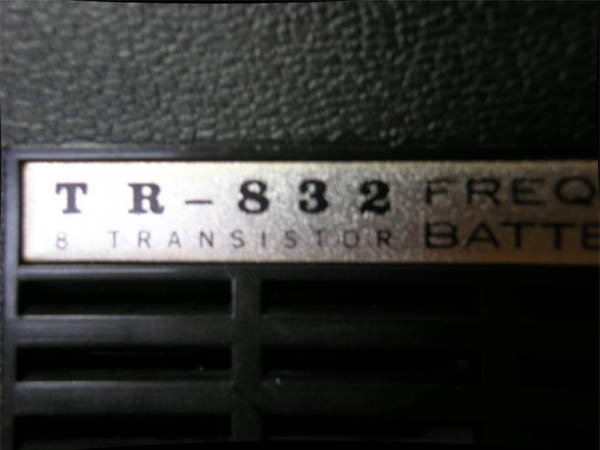 TR-832
8 TRANSISTOR
FREQ
BATTE